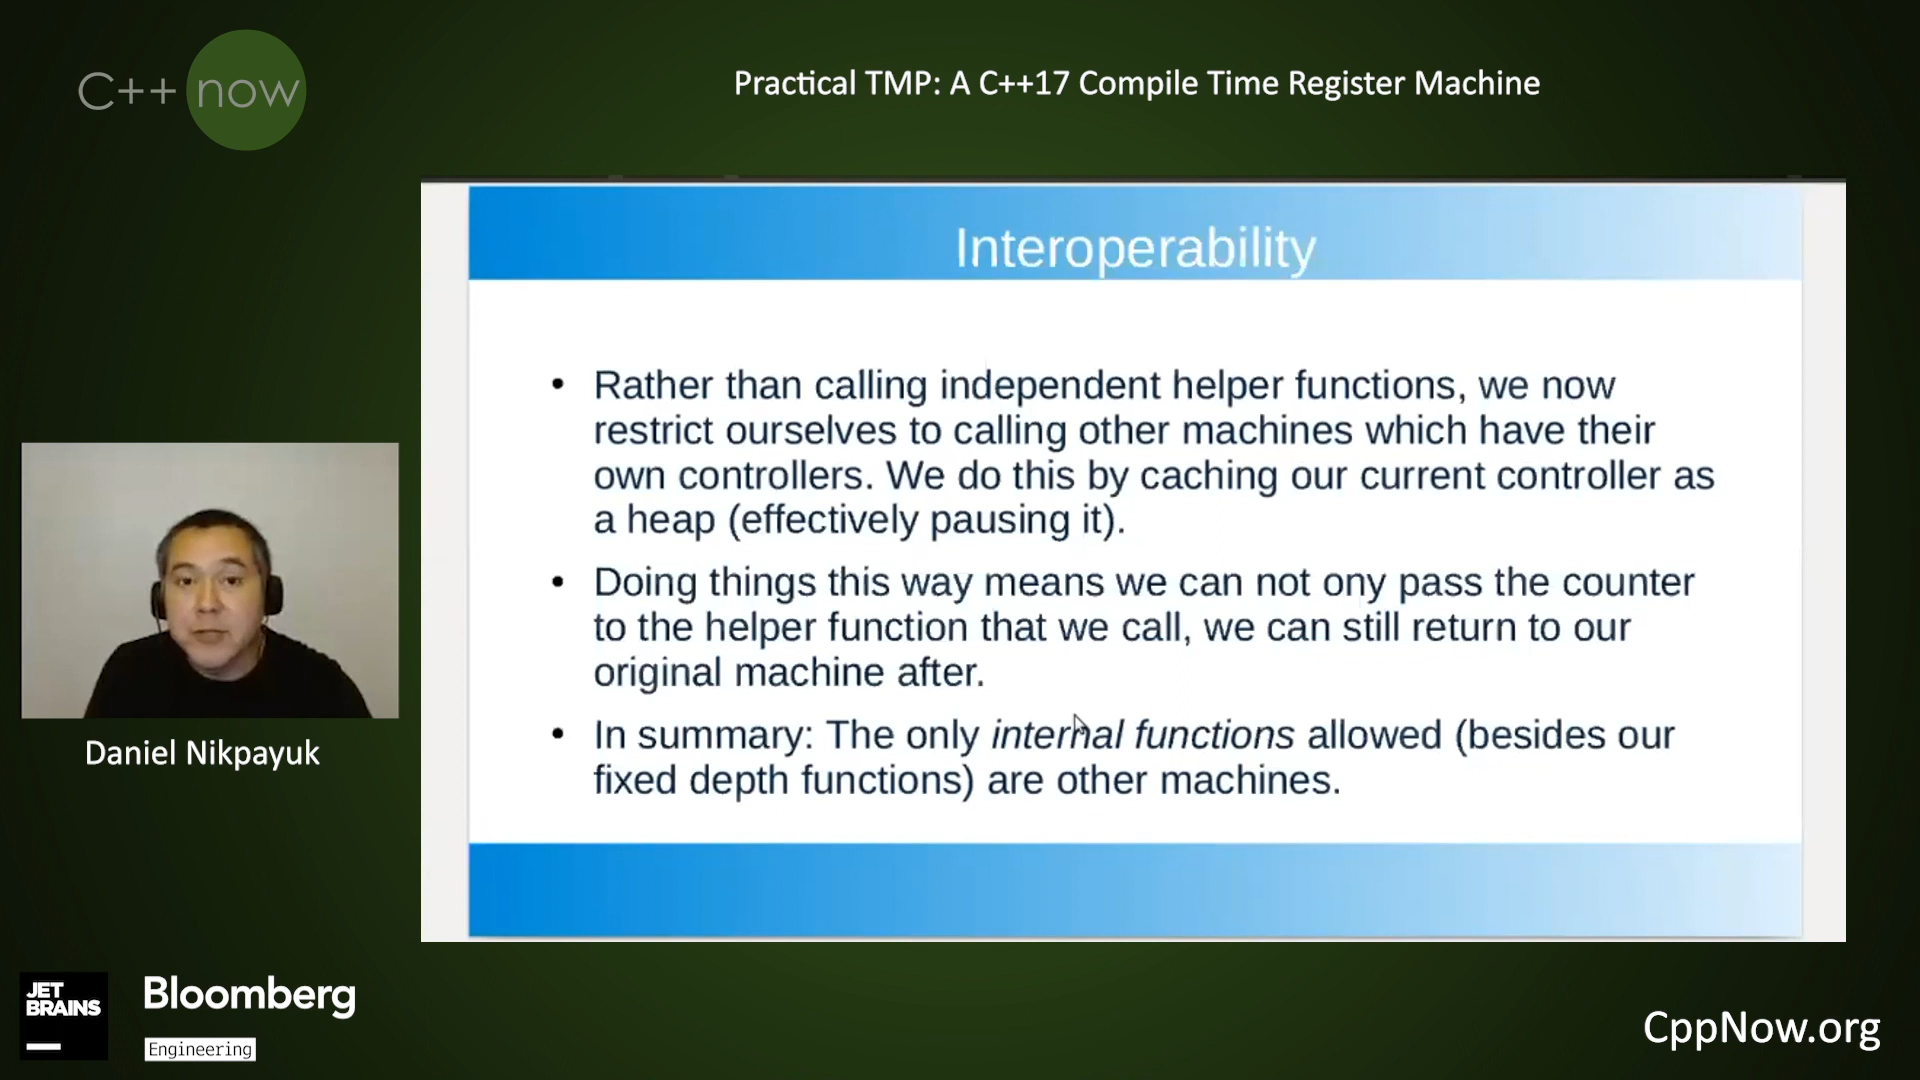 C++ now
Practical TMP: A C++17 Compile Time Register Machine
Interoperability
• Rather than calling independent helper functions, we now
restrict ourselves to calling other machines which have their
own controllers. We do this by caching our current controller as
a heap (effectively pausing it).
• Doing things this way means we can not ony pass the counter
to the helper function that we call, we can still return to our
original machine after.
• In summary: The only internal functions allowed (besides our
fixed depth functions) are other machines.
Daniel Nikpayuk
JET
BRAINS
Bloomberg
Engineering
CppNow.org